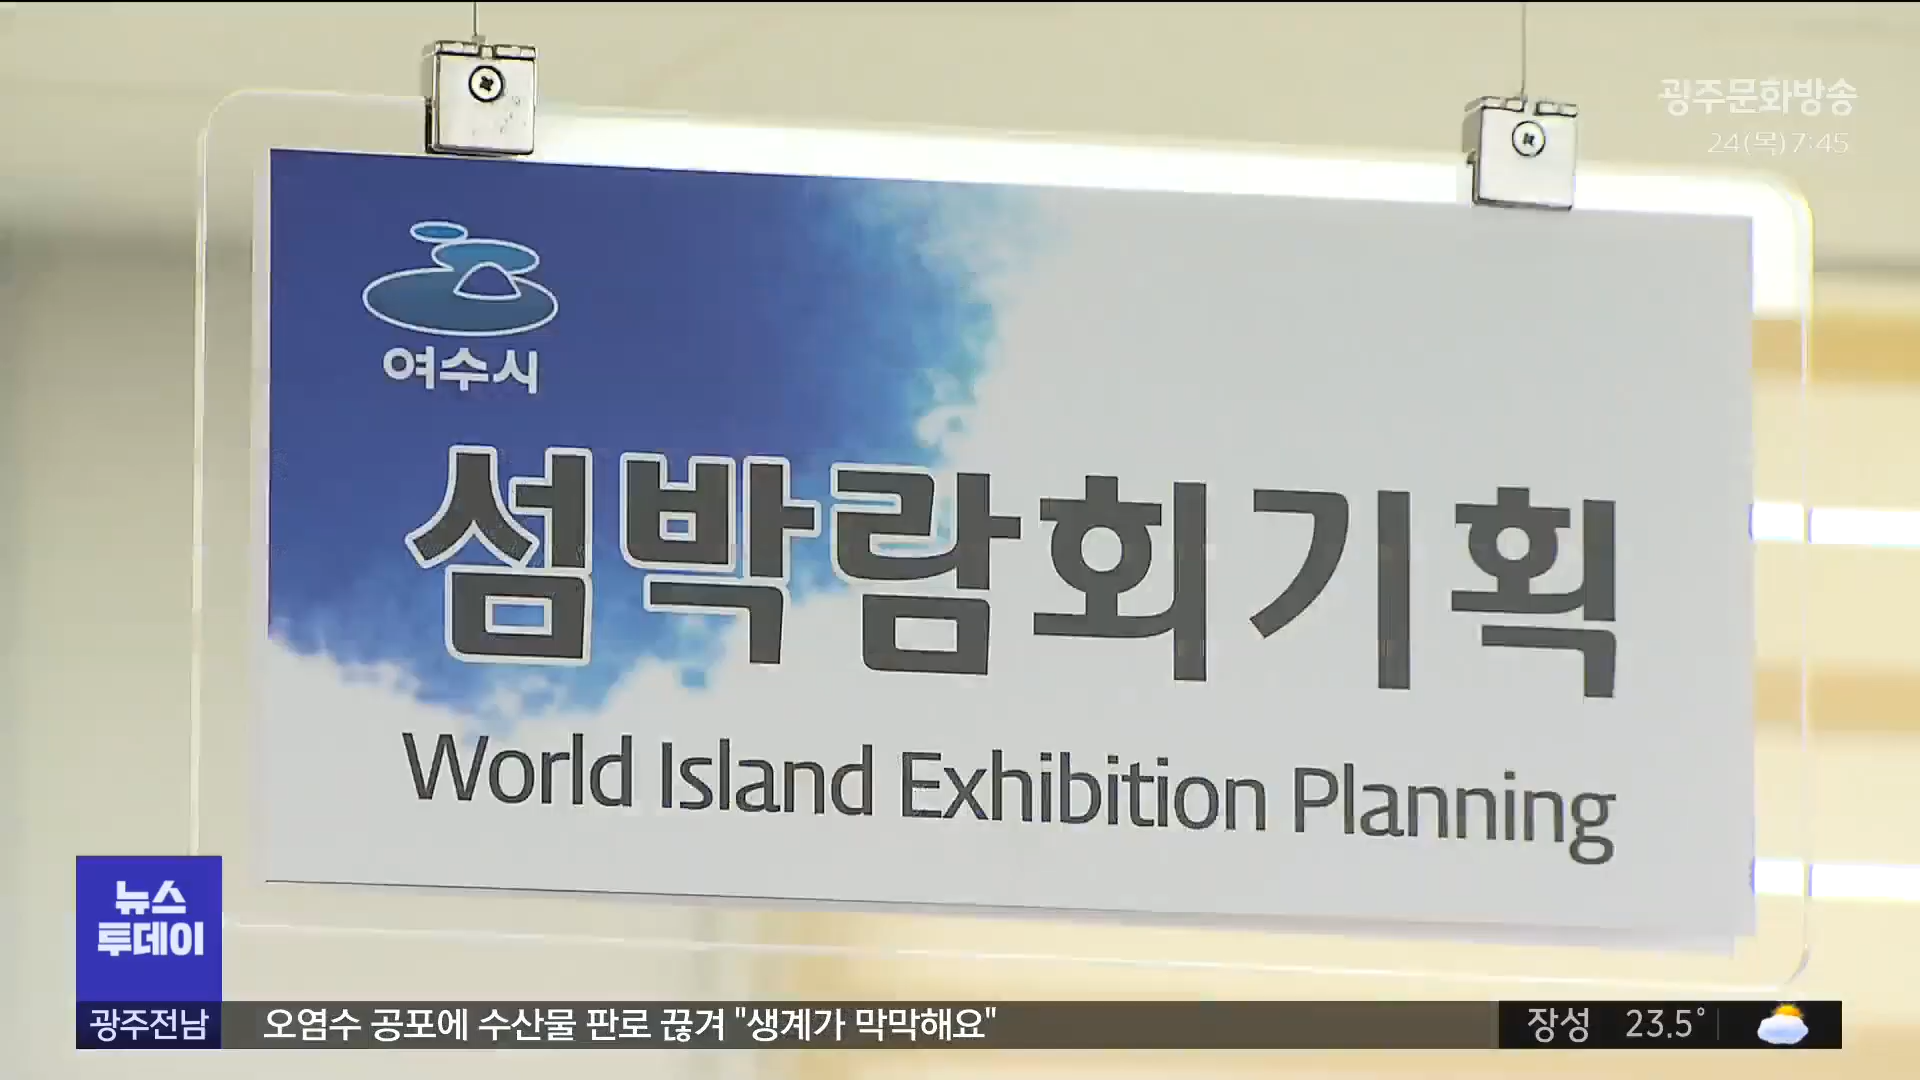 광주문화방송
24(목)7:45
여수시
섬박람회기획
World Island Exhibition Planning
뉴스
투데이
광주전남 오염수 공포에 수산물 판로 끊겨 "생계가 막막해요" 장성 23.5°